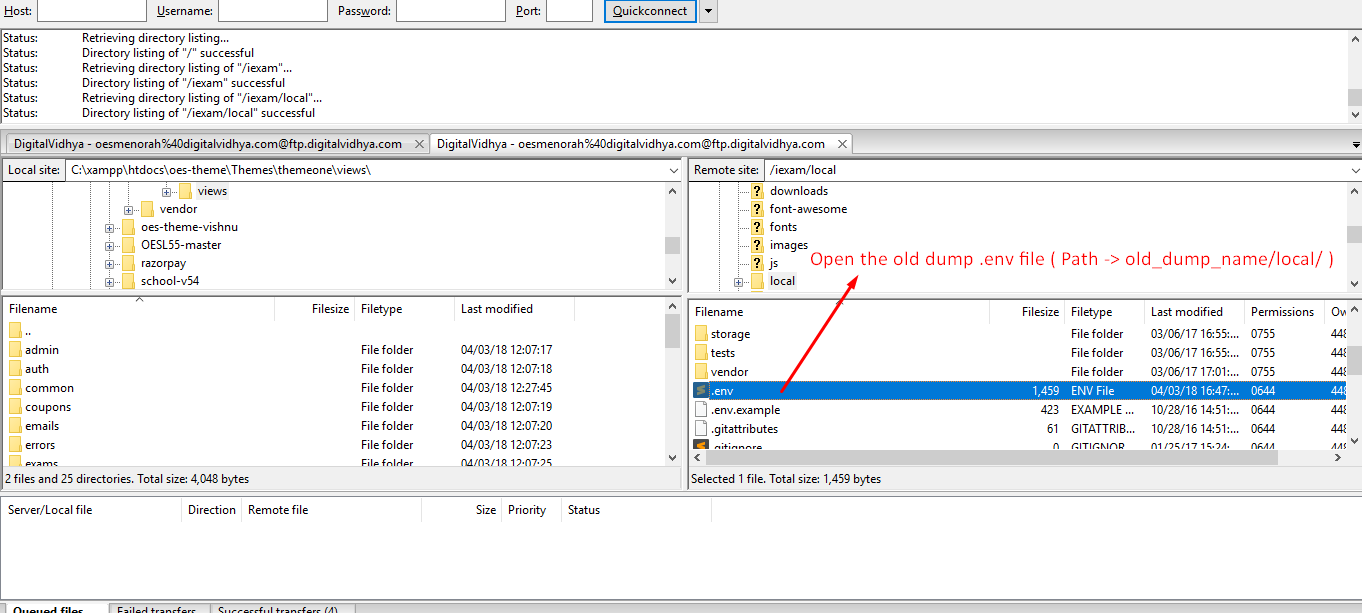 Host: Username: Password: Port: Quickconnect
Status: Retrieving directory listing...
Status: Directory listing of "/" successful
Status: Retrieving directory listing of "/iexam"...
Status: Directory listing of "/iexam" successful
Status: Retrieving directory listing of "/iexam/local"...
Status: Directory listing of "/iexam/local" successful
DigitalVidhya - oesmenorah%40digitalvidhya.com@ftp.digitalvidhya.com DigitalVidhya - oesmenorah%40digitalvidhya.com@ftp.digitalvidhya.com
Local site: C:\xampp\htdocs\oes-theme\Themes\themeone\views\
views
vendor
oes-theme-vishnu
OESL55-master
razorpay
school-v54
Remote site: /iexam/local
downloads
font-awesome
fonts
images
js
local
Open the old dump .env file ( Path -> old_dump_name/local/ )
Filename Filesize Filetype Last modified
..
admin File folder 04/03/18 12:07:17
auth File folder 04/03/18 12:07:18
common File folder 04/03/18 12:27:45
coupons File folder 04/03/18 12:07:19
emails File folder 04/03/18 12:07:20
errors File folder 04/03/18 12:07:23
exams File folder 04/03/18 12:07:25
2 files and 25 directories. Total size: 4,048 bytes
Filename Filesize Filetype Last modified Permissions Ow
storage File folder 03/06/17 16:55:... 0755 448
tests File folder 03/06/17 16:55:... 0755 448
vendor File folder 03/06/17 17:01:... 0755 448
.env 1,459 ENV File 04/03/18 16:47:... 0644 448
.env.example 423 EXAMPLE ... 10/28/16 14:51:... 0644 448
.gitattributes 61 GITATTRIB... 10/28/16 14:51:... 0644 448
.gitignore 0 GITIGNOR... 01/25/17 15:24:... 0644 448
Selected 1 file. Total size: 1,459 bytes
Server/Local file Direction Remote file Size Priority Status
Queued files Failed transfers Successful transfers (4)